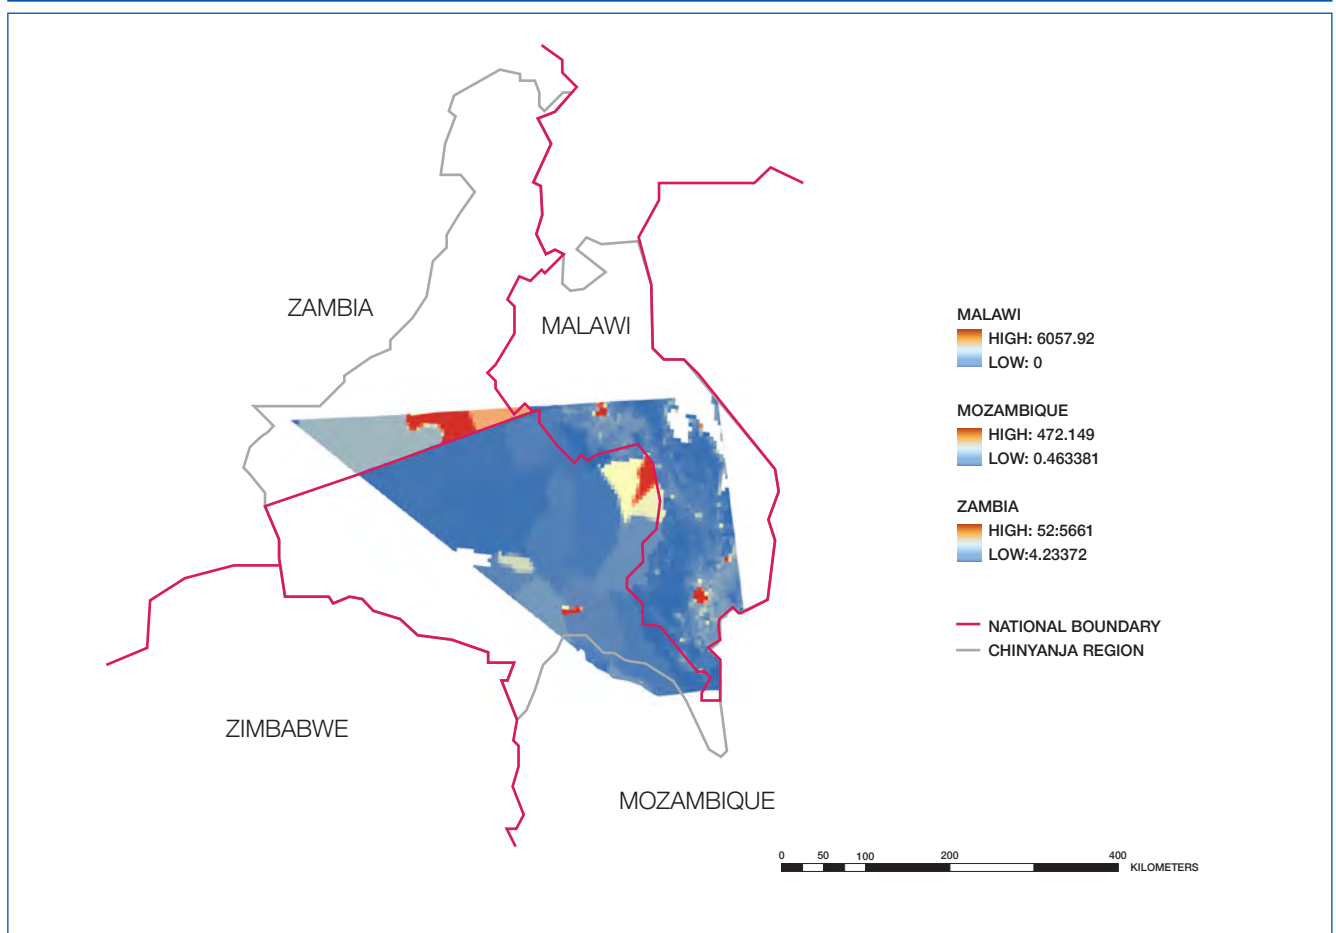 ZAMBIA
MALAWI
ZIMBABWE
MOZAMBIQUE
MALAWI
HIGH: 6057.92
LOW: 0
MOZAMBIQUE
HIGH: 472.149
LOW: 0.463381
ZAMBIA
HIGH: 52:5661
LOW:4.23372
NATIONAL BOUNDARY
CHINYANJA REGION
0 50 100 200 400
KILOMETERS